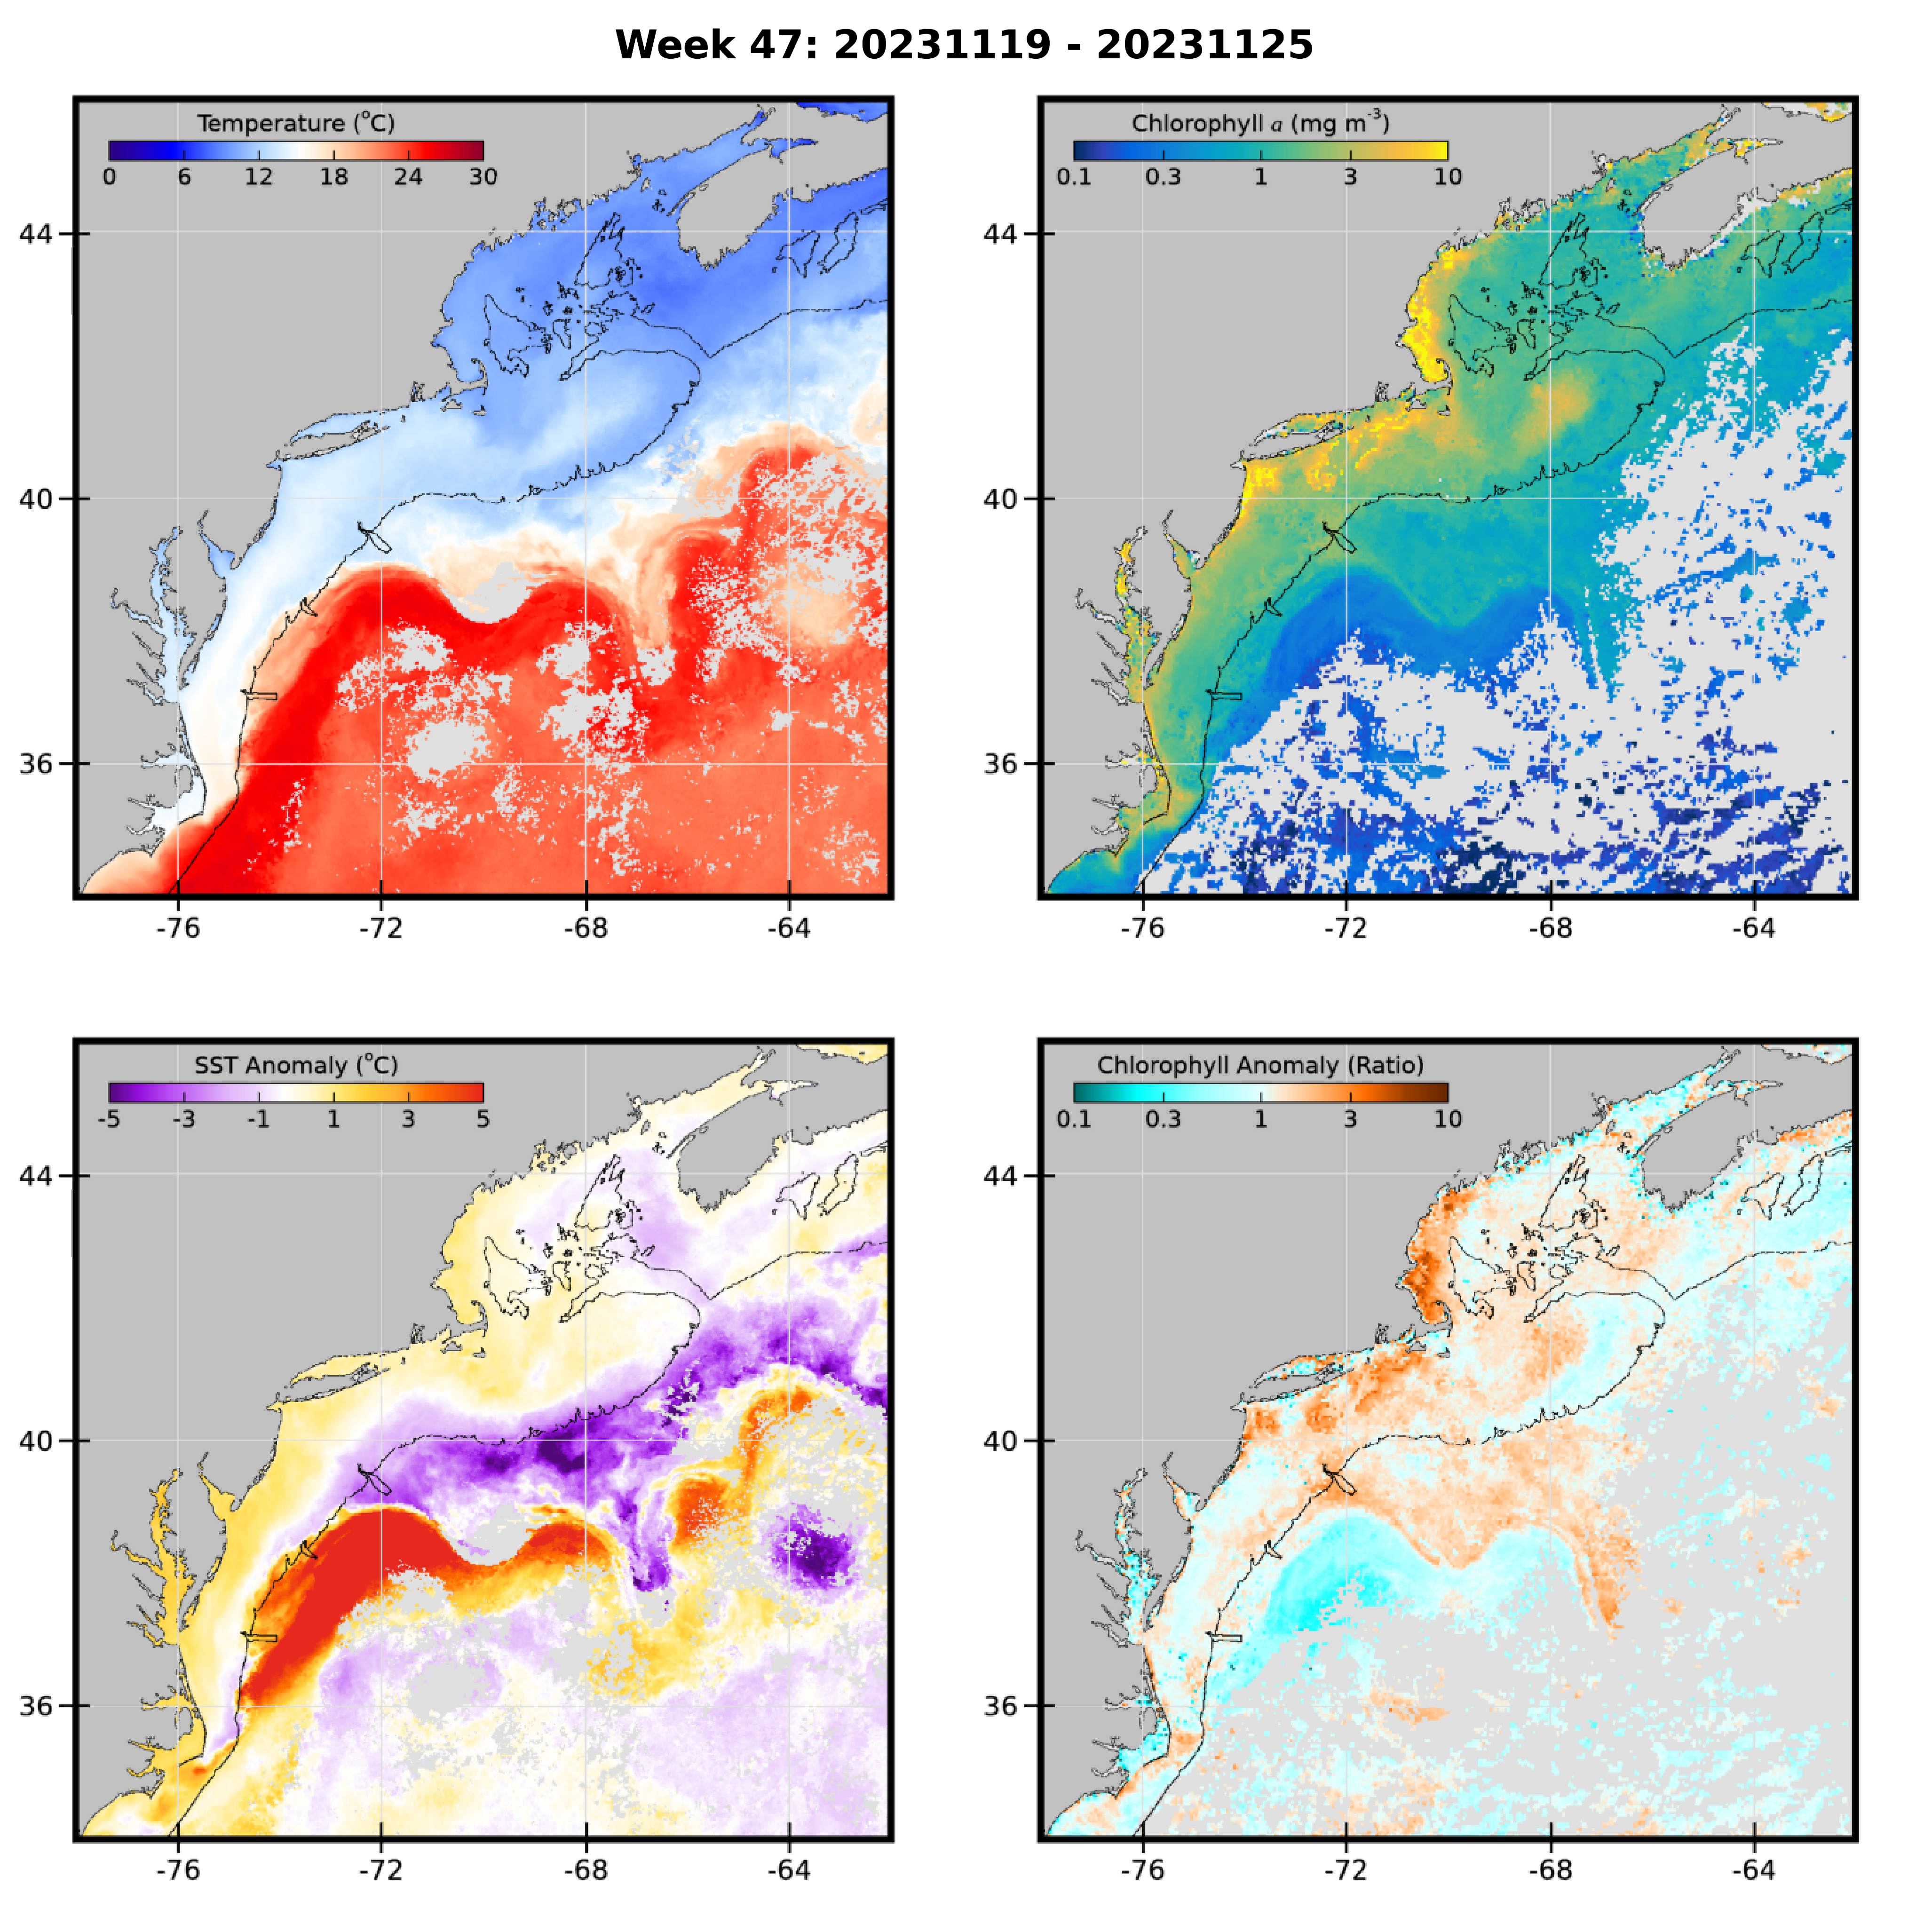 Week 47: 20231119 - 20231125
Temperature (°C)
0 6 12 18 24 30
44
40
36
-76 -72 -68 -64
Chlorophyll a (mg m⁻³)
0.1 0.3 1 3 10
44
40
36
-76 -72 -68 -64
SST Anomaly (°C)
-5 -3 -1 1 3 5
44
40
36
-76 -72 -68 -64
Chlorophyll Anomaly (Ratio)
0.1 0.3 1 3 10
44
40
36
-76 -72 -68 -64